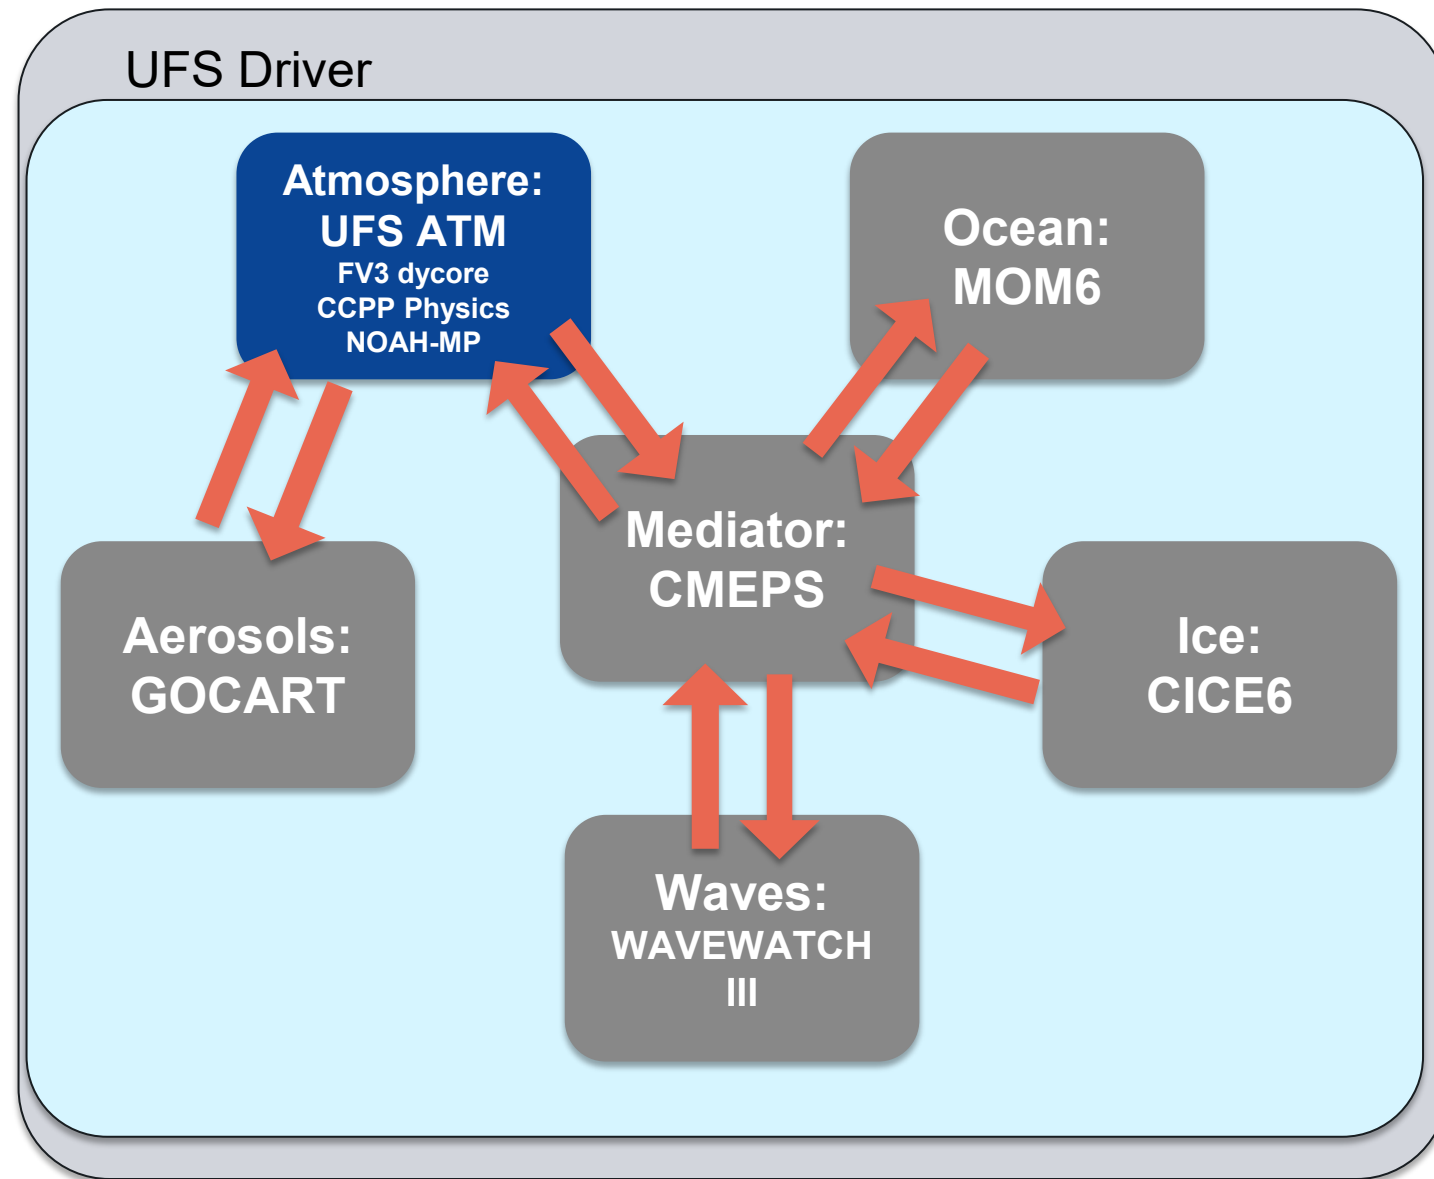 UFS Driver
Atmosphere:
UFS ATM
FV3 dycore
CCPP Physics
NOAH-MP
Ocean:
MOM6
Mediator:
CMEPS
Aerosols:
GOCART
Ice:
CICE6
Waves:
WAVEWATCH
III